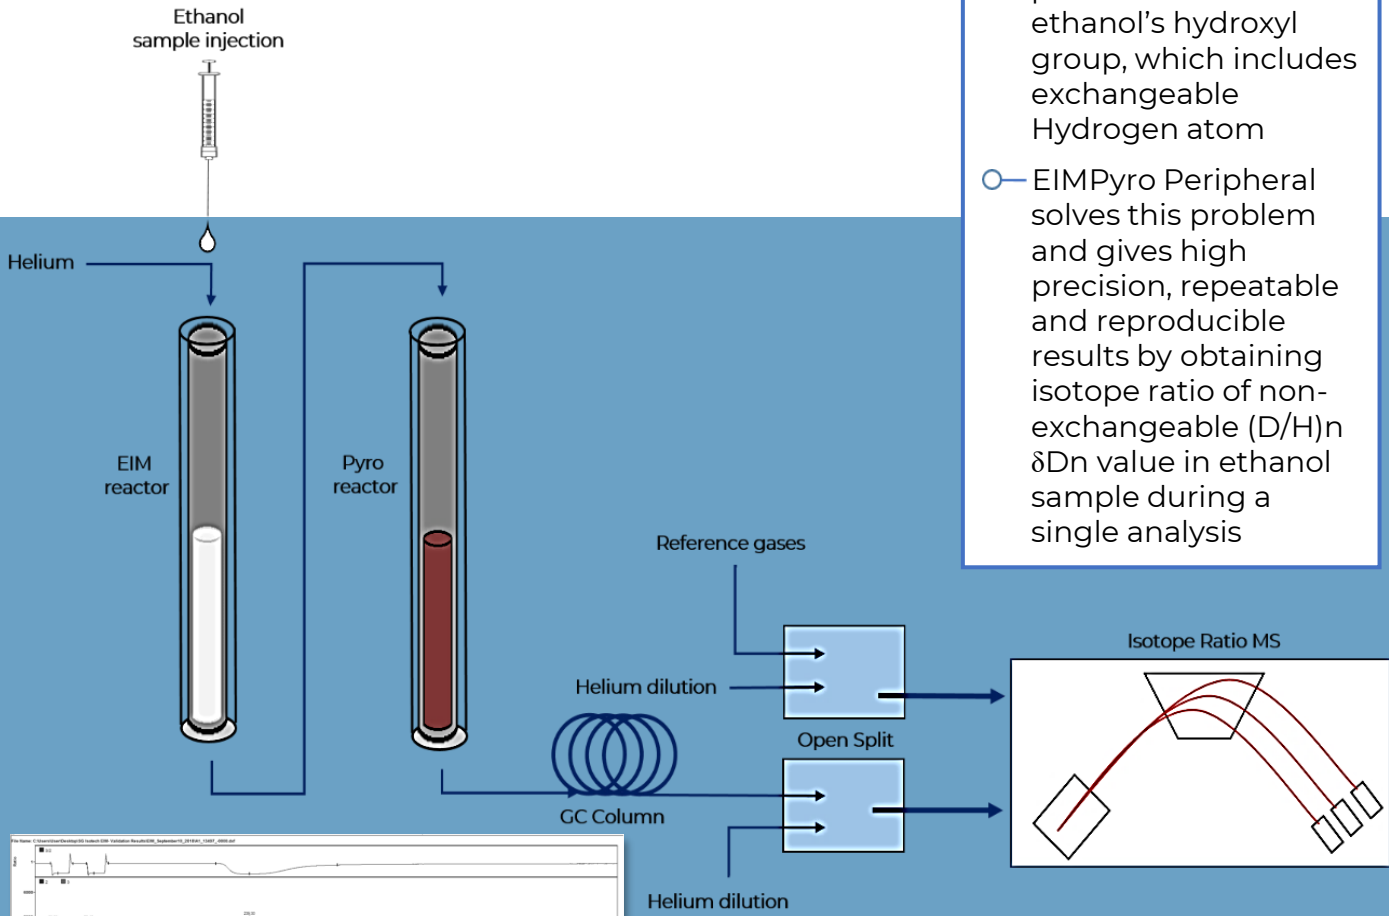 Ethanol
sample injection
ethanol's hydroxyl
group, which includes
exchangeable
Hydrogen atom
EIMPyro Peripheral
solves this problem
and gives high
precision, repeatable
and reproducible
results by obtaining
isotope ratio of non-
exchangeable (D/H)n
δDn value in ethanol
sample during a
single analysis
Helium
EIM
reactor
Pyro
reactor
Reference gases
Helium dilution
Open Split
GC Column
Helium dilution
Isotope Ratio MS